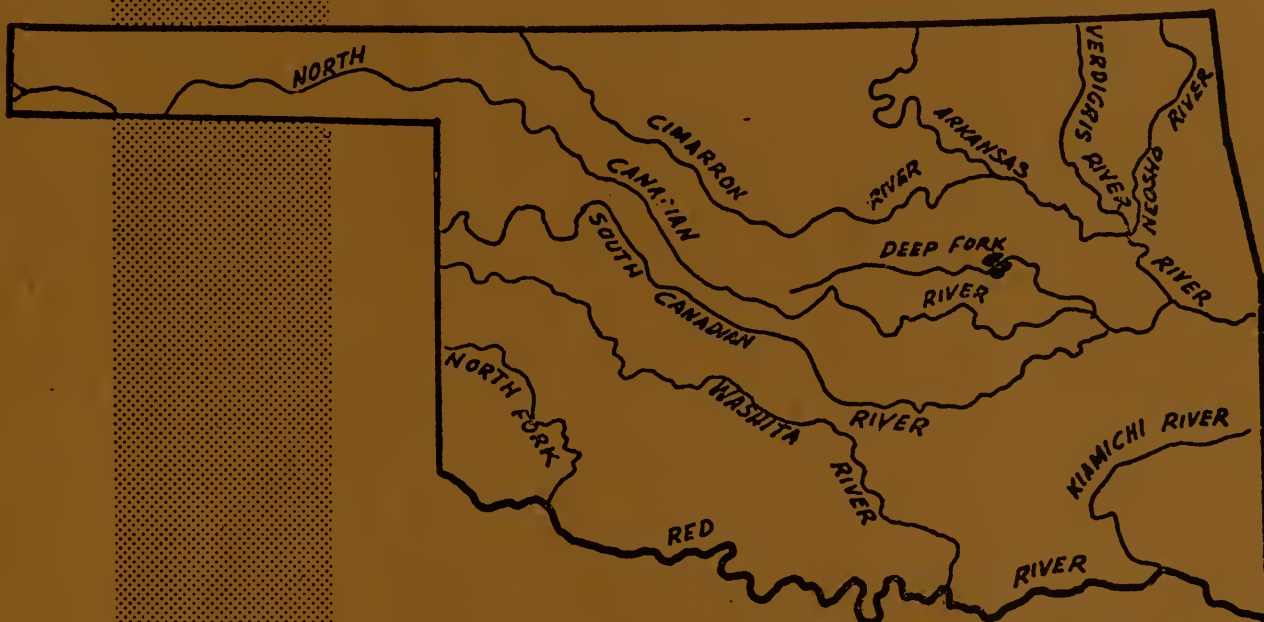 NORTH
CANADIAN
RIVER
CIMARRON
RIVER
ARKANSAS
RIVER
VERDIGRIS RIVER
NEOSHO
RIVER
DEEP FORK
SOUTH
CANADIAN
RIVER
WASHITA
RIVER
NORTH FORK
RED
RIVER
KIAMICHI RIVER